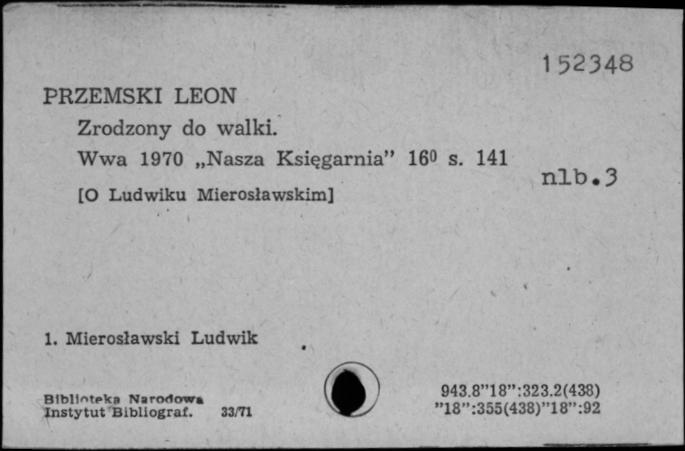 152348
PRZEMSKI LEON
Zrodzony do walki.
Wwa 1970 „Nasza Księgarnia” 16⁰ s. 141
nlb.3
[O Ludwiku Mierosławskim]
1. Mierosławski Ludwik
Biblioteka Narodowa
Instytut Bibliograf. 33/71
943.8”18”:323.2(438)
”18”:355(438)”18”:92